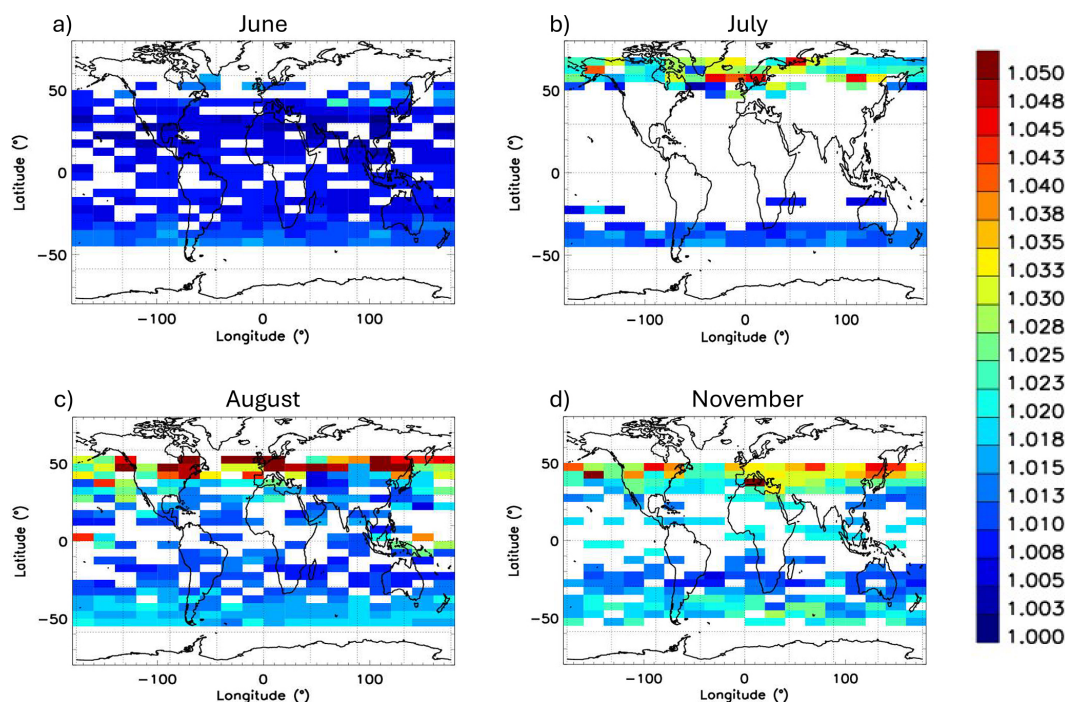 a) June
50
0
−50
Latitude (°)
−100 0 100
Longitude (°)
b) July
50
0
−50
Latitude (°)
−100 0 100
Longitude (°)
c) August
50
0
−50
Latitude (°)
−100 0 100
Longitude (°)
d) November
50
0
−50
Latitude (°)
−100 0 100
Longitude (°)
1.050
1.048
1.045
1.043
1.040
1.038
1.035
1.033
1.030
1.028
1.025
1.023
1.020
1.018
1.015
1.013
1.010
1.008
1.005
1.003
1.000